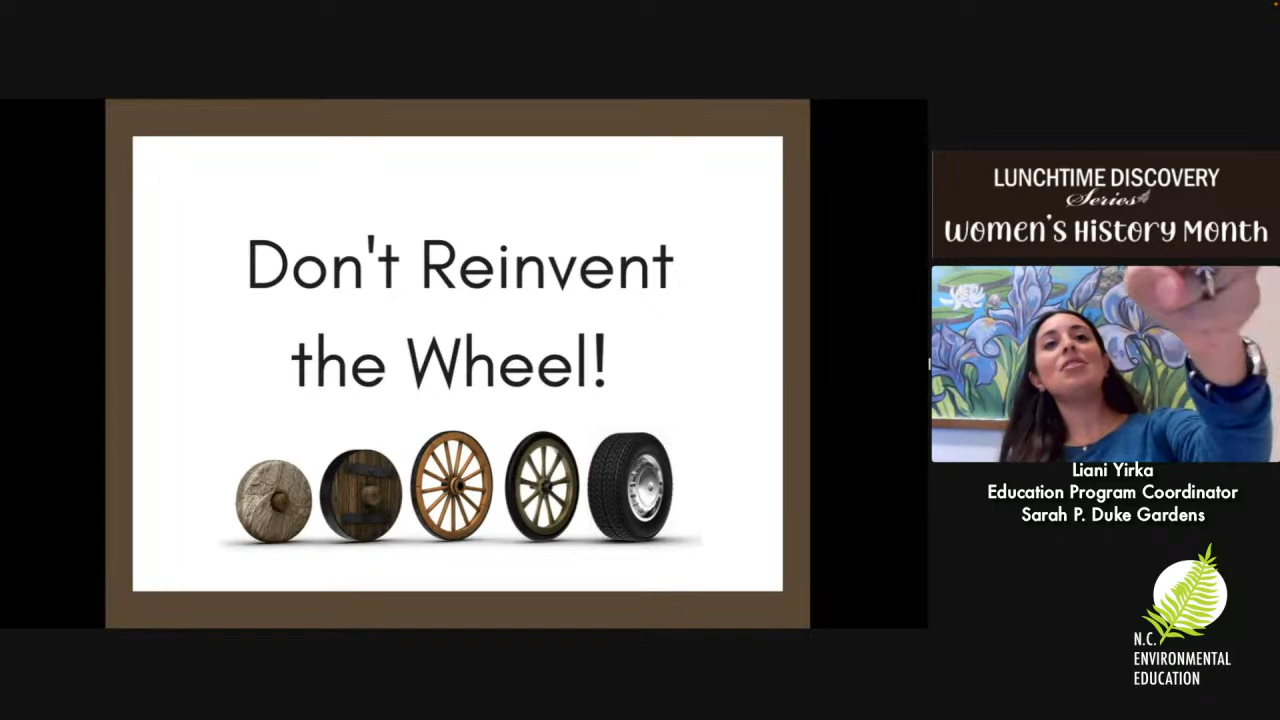 Don't Reinvent
the Wheel!
LUNCHTIME DISCOVERY
Series
Women's History Month
Liani Yirka
Education Program Coordinator
Sarah P. Duke Gardens
N.C.
ENVIRONMENTAL
EDUCATION